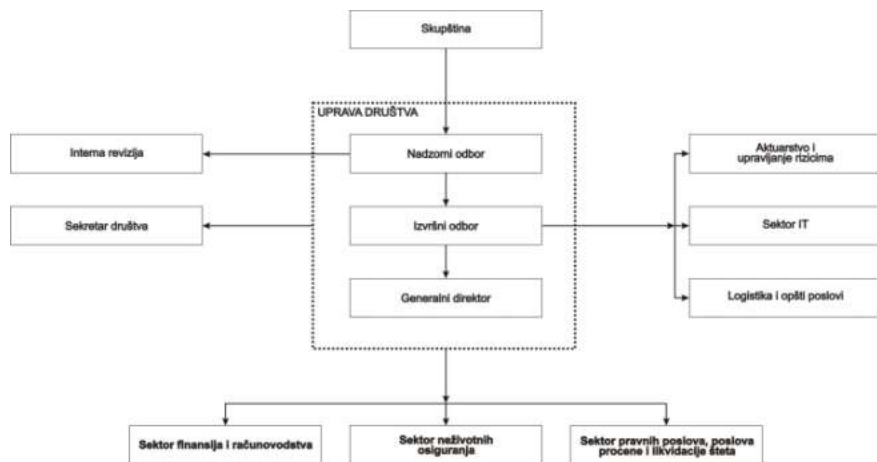 Skupština
UPRAVA DRUŠTVA
Interna revizija
Nadzorni odbor
Aktuarstvo i
upravljanje rizicima
Sekretar društva
Izvršni odbor
Sektor IT
Generalni direktor
Logistika i opšti poslovi
Sektor finansija i računovodstva
Sektor neživotnih
osiguranja
Sektor pravnih poslova, poslova
procene i likvidacije šteta